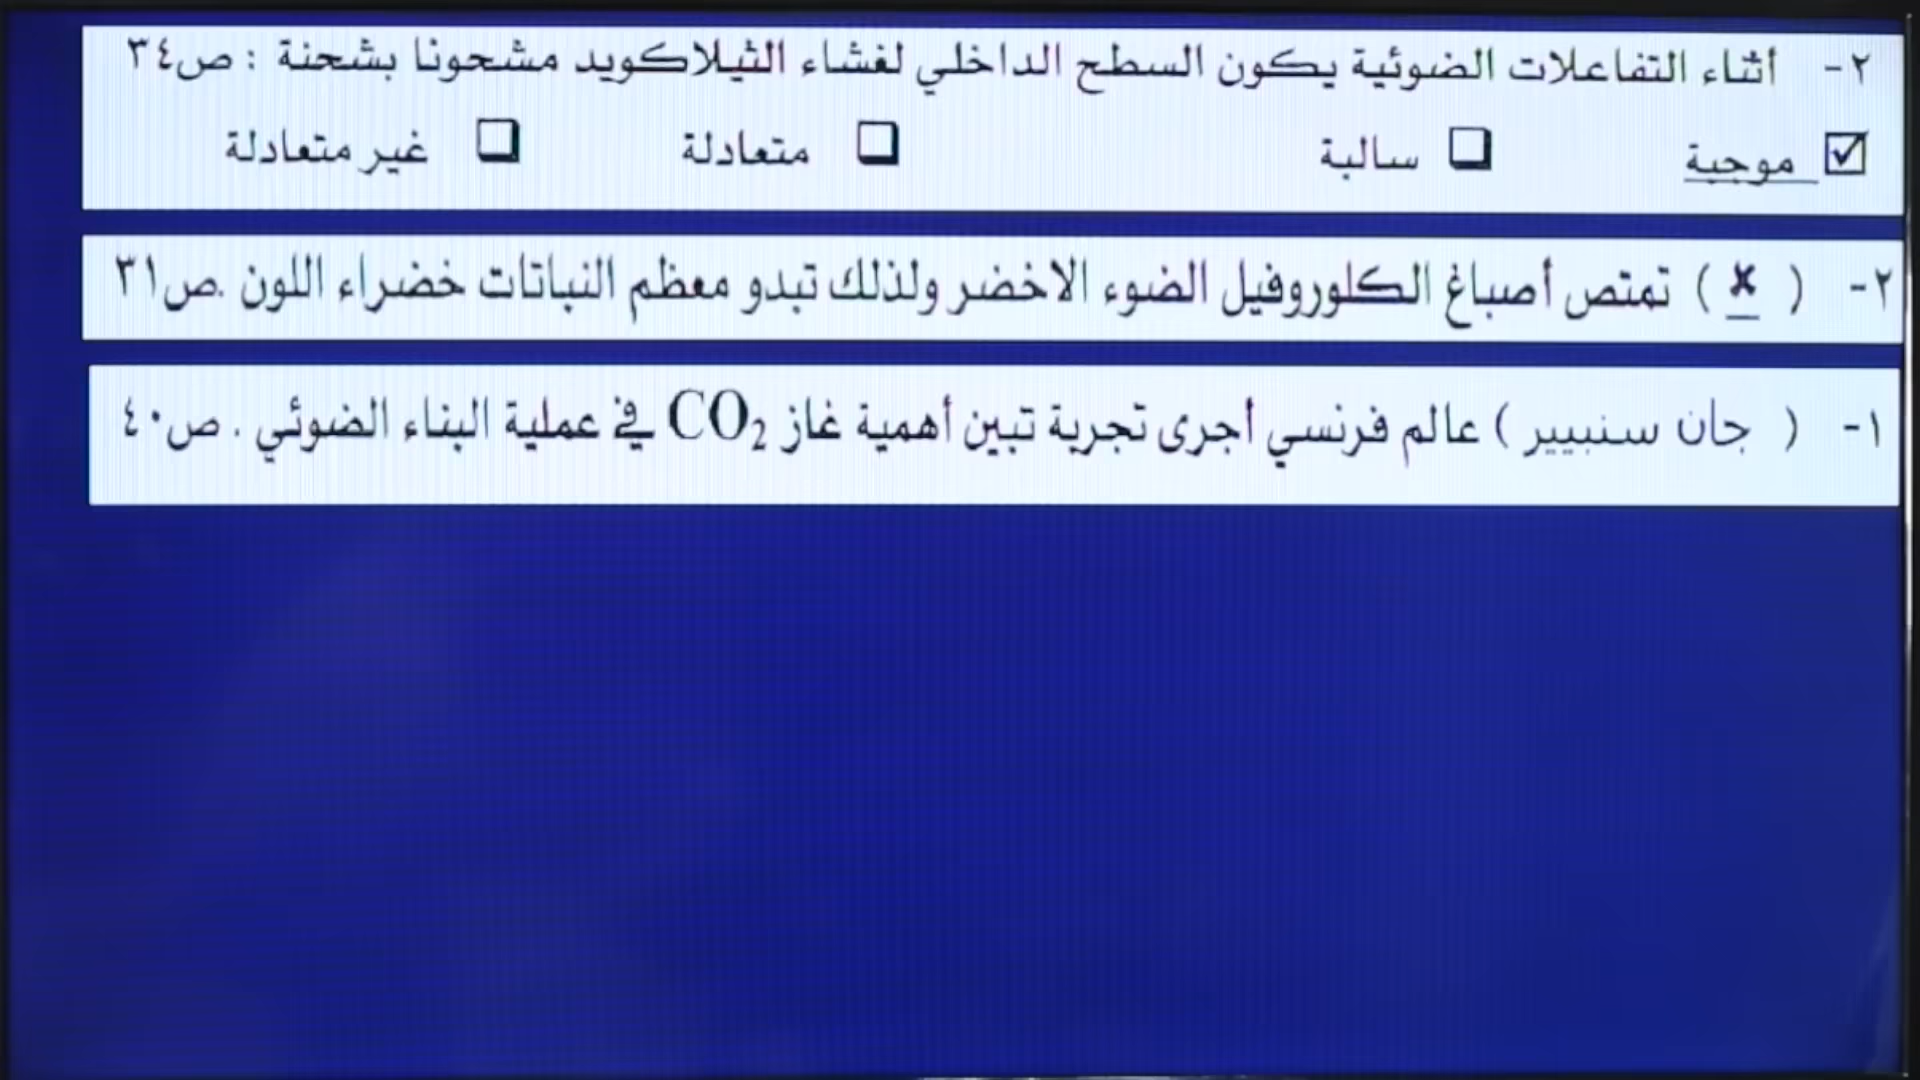 ٢- أثناء التفاعلات الضوئية يكون السطح الداخلي لغشاء الثيلاكويد مشحونا بشحنة : ص٣٤
☑ موجبة ❑ سالبة ❑ متعادلة ❑ غير متعادلة
٢- ( ✗ ) تمتص أصباغ الكلوروفيل الضوء الاخضر ولذلك تبدو معظم النباتات خضراء اللون .ص٣١
١- ( جان سنبيير ) عالم فرنسي أجرى تجربة تبين أهمية غاز CO₂ في عملية البناء الضوئي . ص٤٠